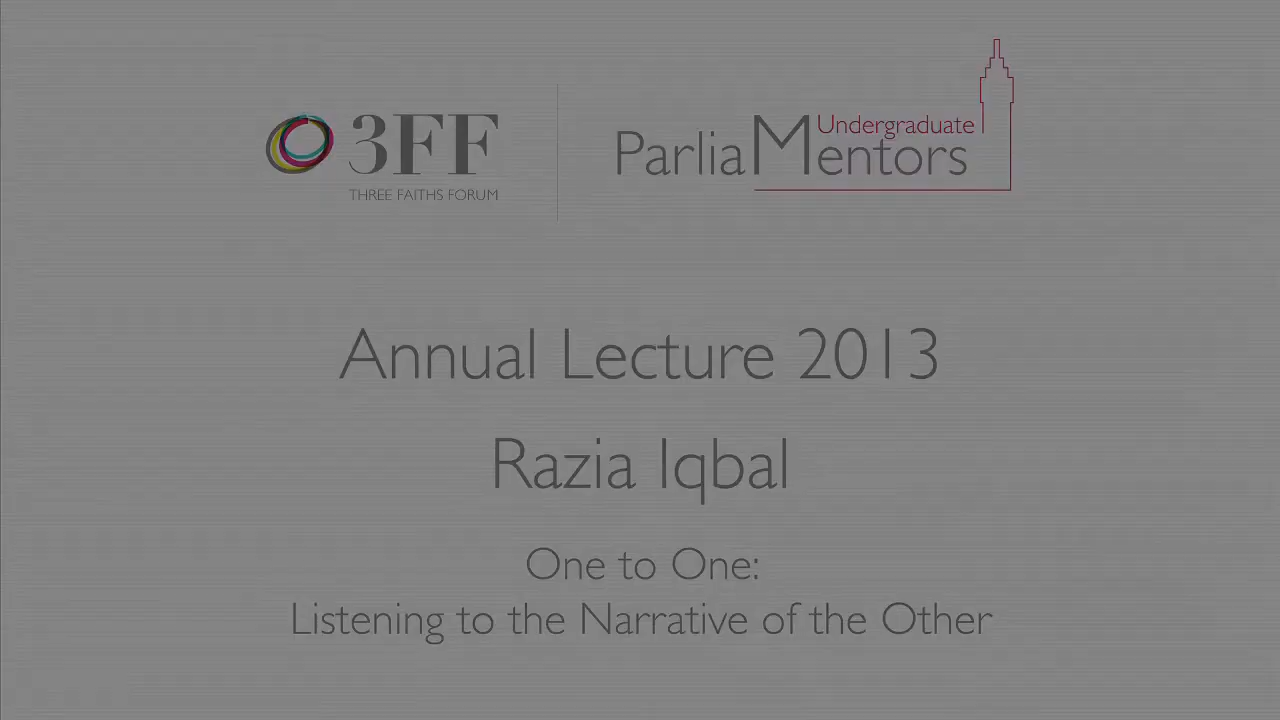 3FF
THREE FAITHS FORUM
Undergraduate
ParliaMentors
Annual Lecture 2013
Razia Iqbal
One to One:
Listening to the Narrative of the Other